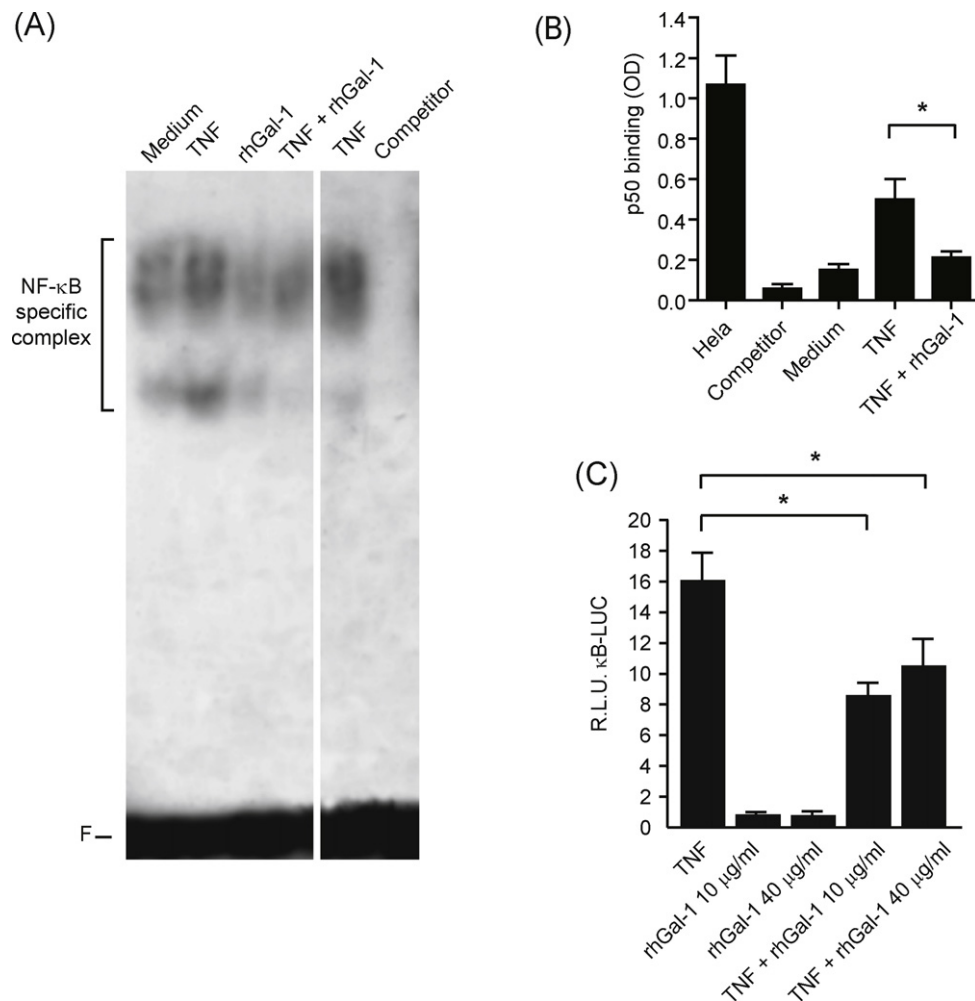 (A)
Medium
TNF
rhGal-1
TNF + rhGal-1
TNF
Competitor
NF-κB
specific
complex
F
(B)
p50 binding (OD)
1.4
1.2
1.0
0.8
0.6
0.4
0.2
0.0
*
Hela
Competitor
Medium
TNF
TNF + rhGal-1
(C)
R.L.U. κB-LUC
20
18
16
14
12
10
8
6
4
2
0
*
*
TNF
rhGal-1 10 μg/ml
rhGal-1 40 μg/ml
TNF + rhGal-1 10 μg/ml
TNF + rhGal-1 40 μg/ml